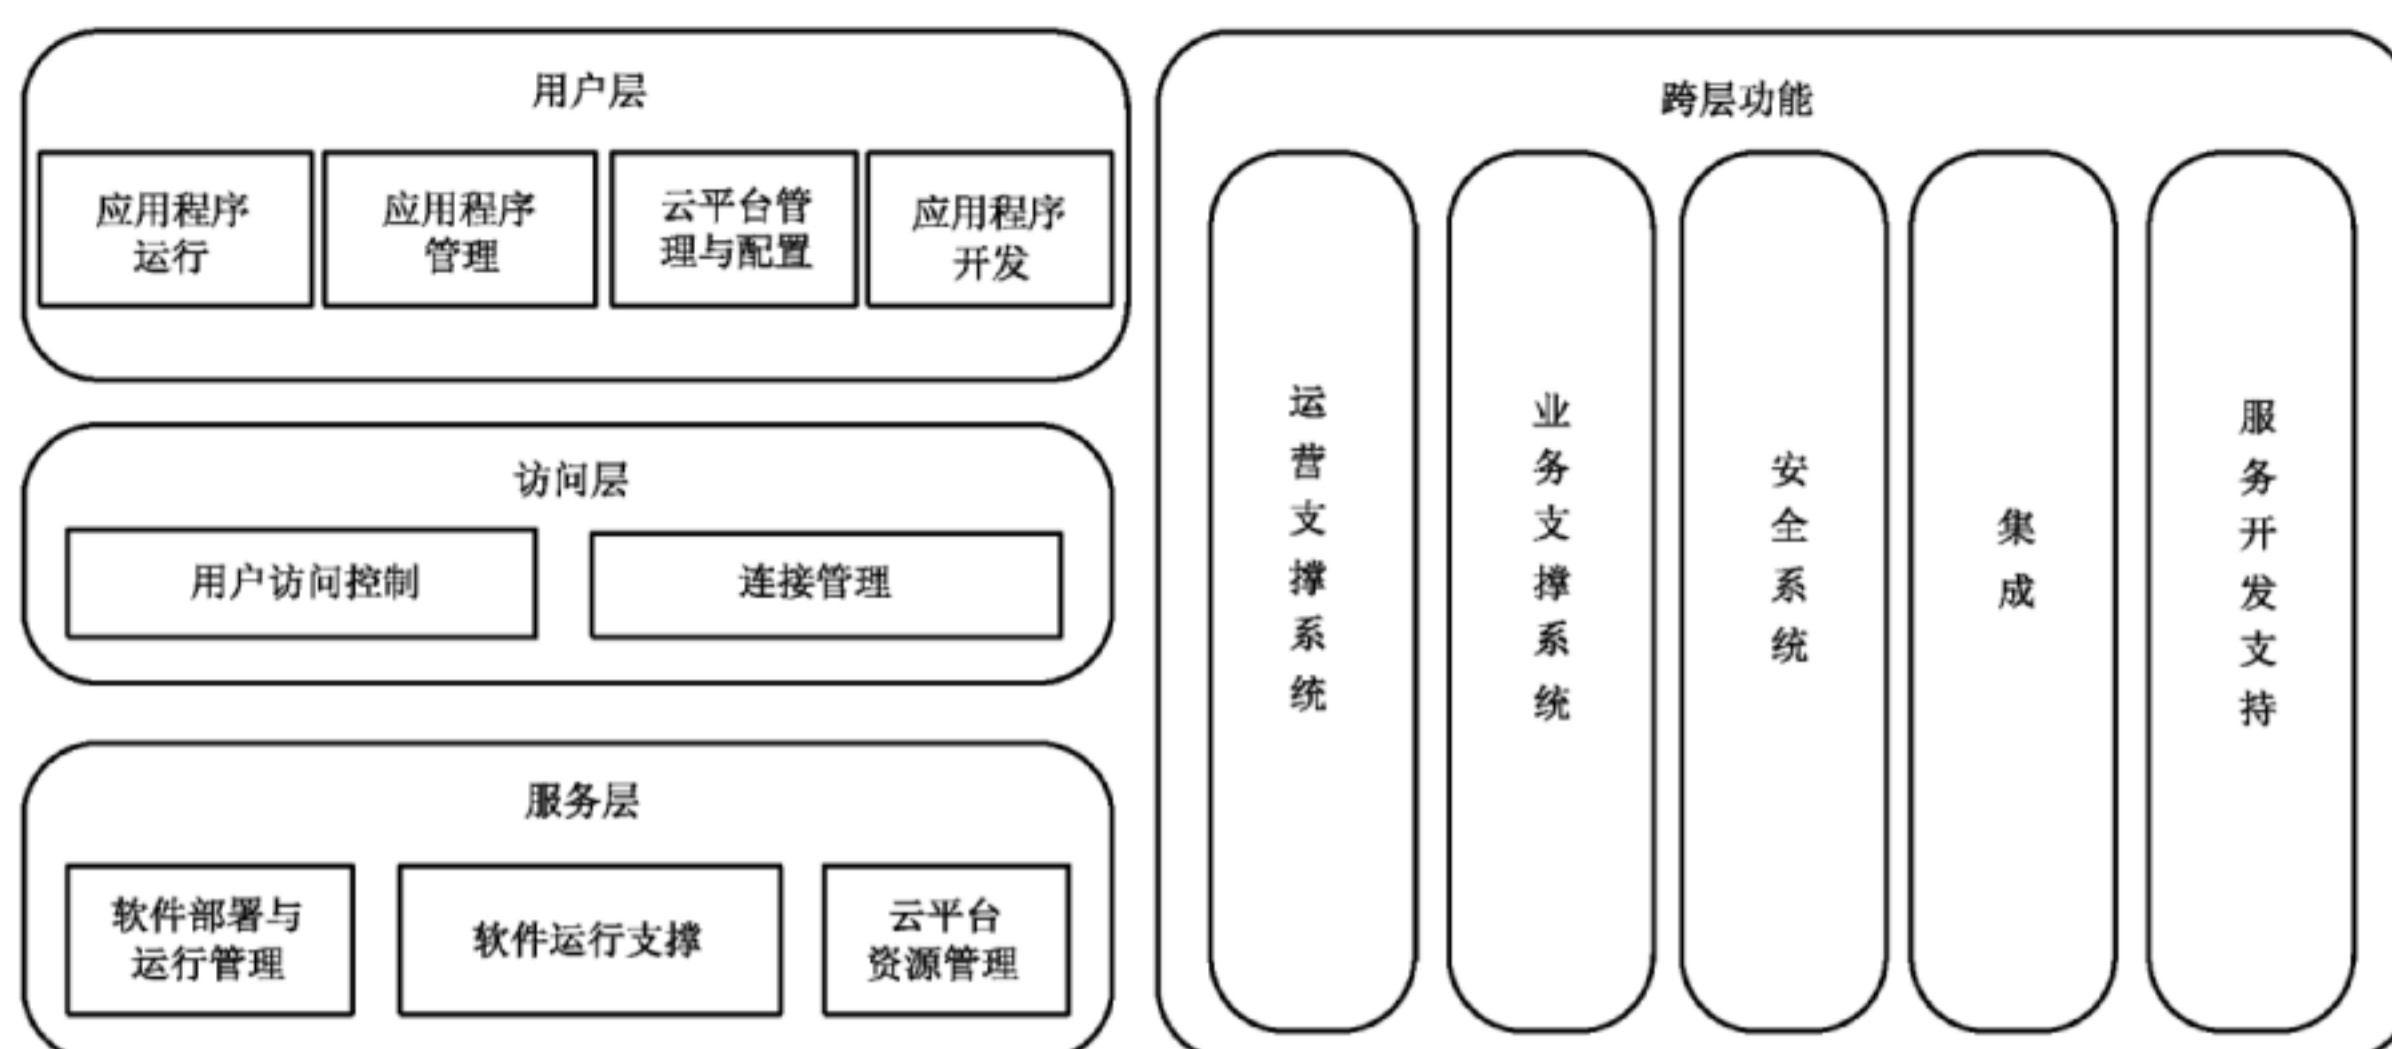 用户层
应用程序
运行
应用程序
管理
云平台管
理与配置
应用程序
开发
访问层
用户访问控制
连接管理
服务层
软件部署与
运行管理
软件运行支撑
云平台
资源管理
跨层功能
运营支撑系统
业务支撑系统
安全系统
集成
服务开发支持